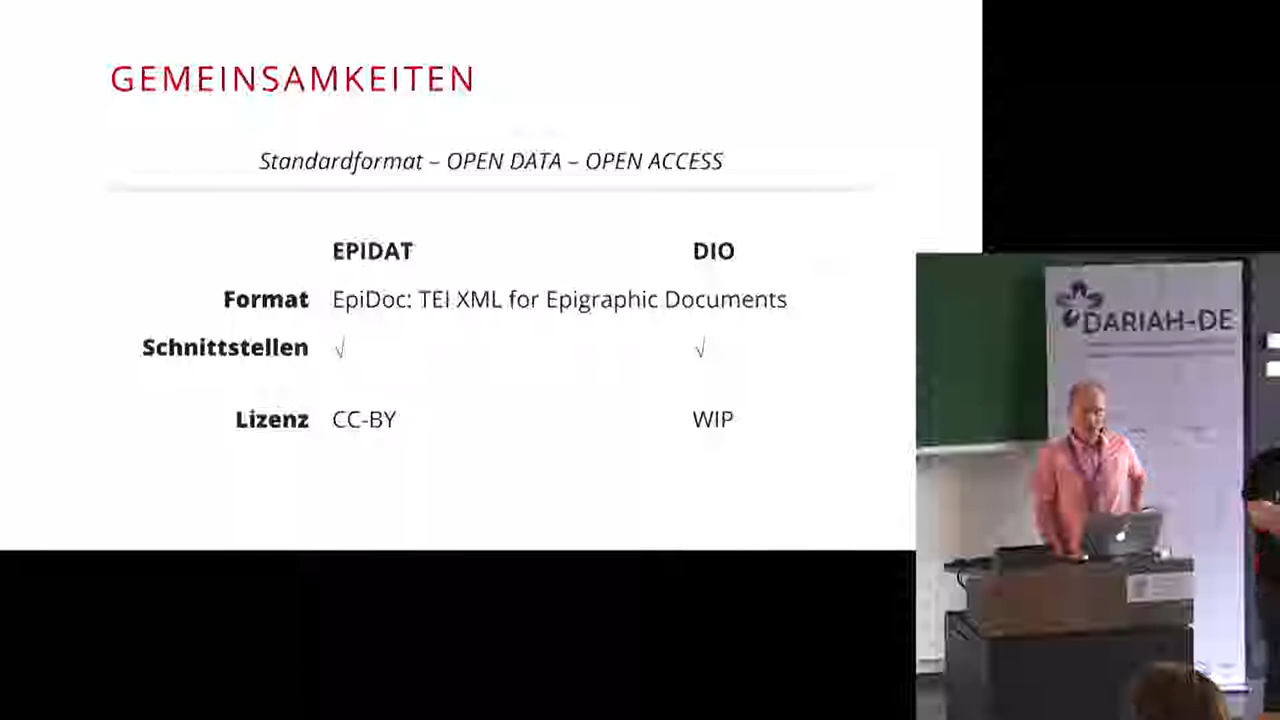 GEMEINSAMKEITEN
Standardformat – OPEN DATA – OPEN ACCESS
EPIDAT DIO
Format EpiDoc: TEI XML for Epigraphic Documents
Schnittstellen √ √
Lizenz CC-BY WIP
DARIAH-DE